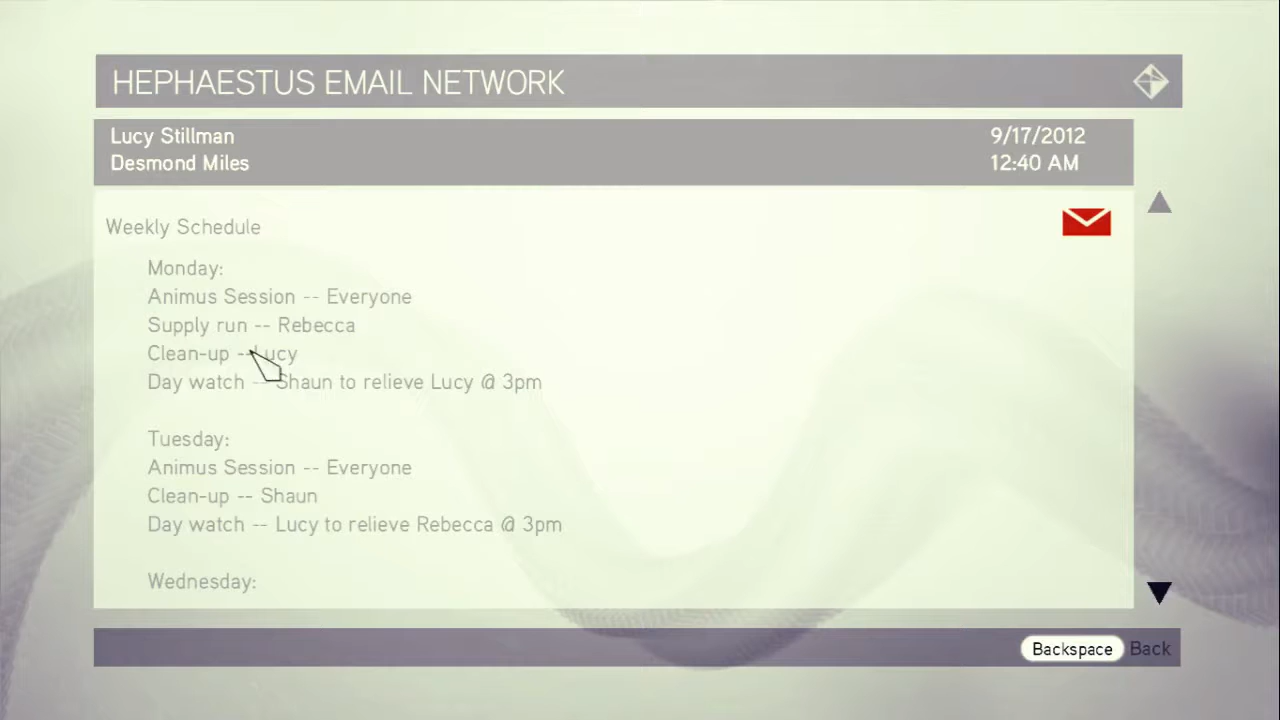 HEPHAESTUS EMAIL NETWORK
Lucy Stillman
9/17/2012
Desmond Miles
12:40 AM
Weekly Schedule
Monday:
Animus Session -- Everyone
Supply run -- Rebecca
Clean-up --Lucy
Day watch -- Shaun to relieve Lucy @ 3pm
Tuesday:
Animus Session -- Everyone
Clean-up -- Shaun
Day watch -- Lucy to relieve Rebecca @ 3pm
Wednesday:
Backspace Back